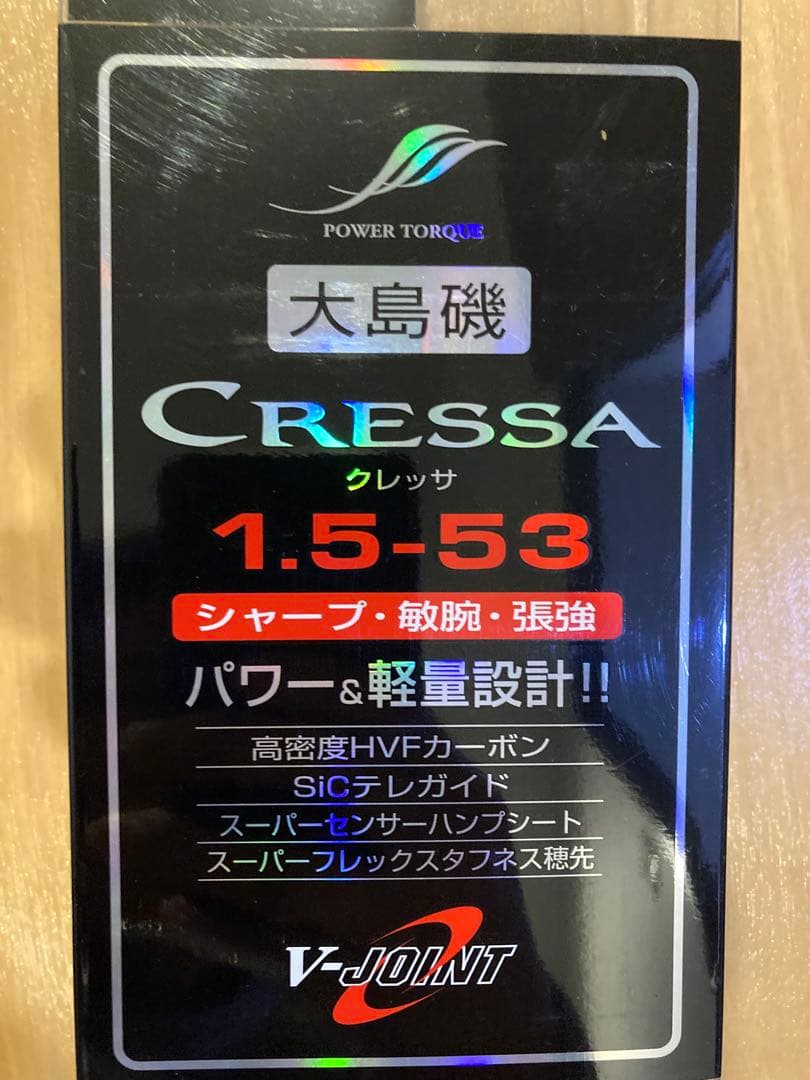 POWER TORQUE
大島磯
CRESSA
クレッサ
1.5-53
シャープ・敏腕・張強
パワー&軽量設計!!
高密度HVFカーボン
SiCテレガイド
スーパーセンサーハンプシート
スーパーフレックスタフネス穂先
V-JOINT